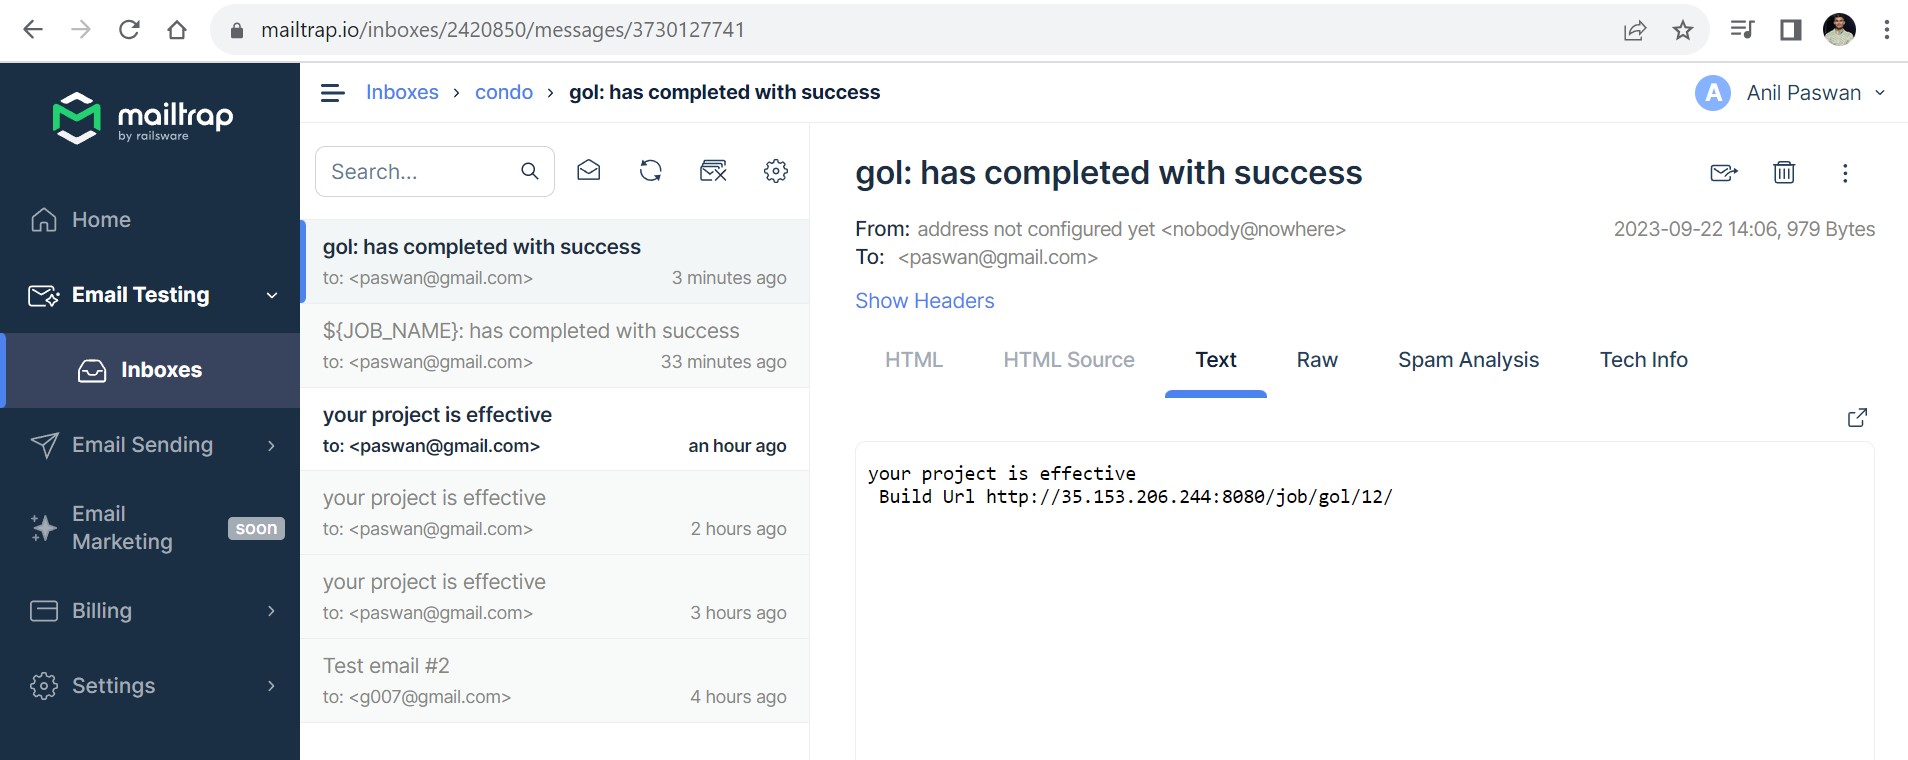 mailtrap.io/inboxes/2420850/messages/3730127741
mailtrap
by railsware
Home
Email Testing
Inboxes
Email Sending
Email
Marketing
soon
Billing
Settings
Inboxes › condo › gol: has completed with success
A Anil Paswan
Search...
gol: has completed with success
to: <paswan@gmail.com> 3 minutes ago
${JOB_NAME}: has completed with success
to: <paswan@gmail.com> 33 minutes ago
your project is effective
to: <paswan@gmail.com> an hour ago
your project is effective
to: <paswan@gmail.com> 2 hours ago
your project is effective
to: <paswan@gmail.com> 3 hours ago
Test email #2
to: <g007@gmail.com> 4 hours ago
gol: has completed with success
From: address not configured yet <nobody@nowhere> 2023-09-22 14:06, 979 Bytes
To: <paswan@gmail.com>
Show Headers
HTML HTML Source Text Raw Spam Analysis Tech Info
your project is effective
Build Url http://35.153.206.244:8080/job/gol/12/